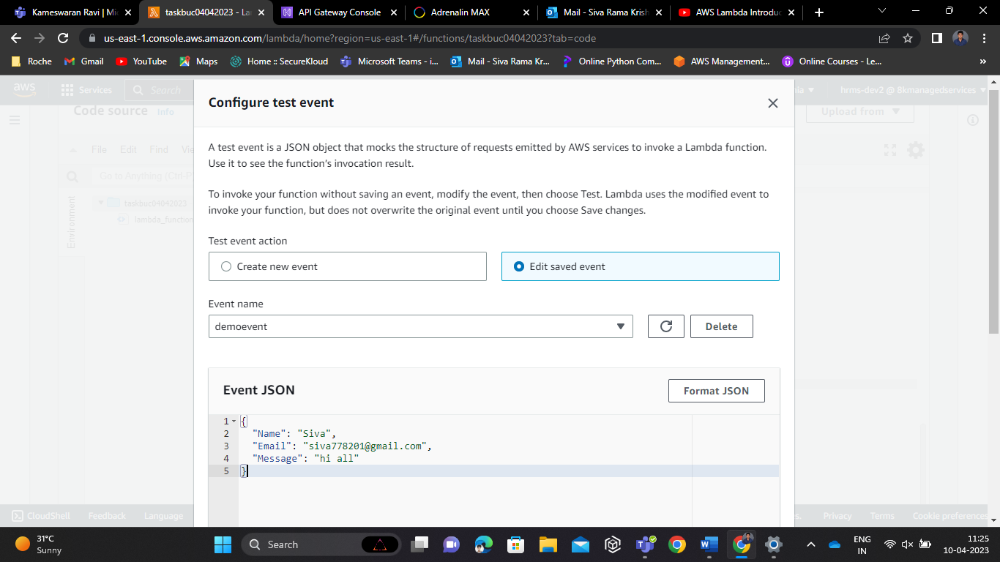 Kameswaran Ravi | Mi
taskbuc04042023 - La
API Gateway Console
Adrenalin MAX
Mail - Siva Rama Krish
AWS Lambda Introduc
us-east-1.console.aws.amazon.com/lambda/home?region=us-east-1#/functions/taskbuc04042023?tab=code
Roche
Gmail
YouTube
Maps
Home :: SecureKloud
Microsoft Teams - i...
Mail - Siva Rama Kr...
Online Python Com...
AWS Management...
Online Courses - Le...
»
aws
Services
Search
hrms-dev2 @ 8kmanagedservices
Code source Info
Upload from
File Edit Find
Go to Anything (Ctrl-P
Environment
taskbuc04042023
lambda_function
Configure test event
A test event is a JSON object that mocks the structure of requests emitted by AWS services to invoke a Lambda function.
Use it to see the function's invocation result.
To invoke your function without saving an event, modify the event, then choose Test. Lambda uses the modified event to
invoke your function, but does not overwrite the original event until you choose Save changes.
Test event action
Create new event
Edit saved event
Event name
demoevent
Delete
Event JSON
Format JSON
1 {
2 "Name": "Siva",
3 "Email": "siva778201@gmail.com",
4 "Message": "hi all"
5 }
CloudShell
Feedback
Language
Privacy
Terms
Cookie preferences
31°C
Sunny
Search
ENG
IN
11:25
10-04-2023